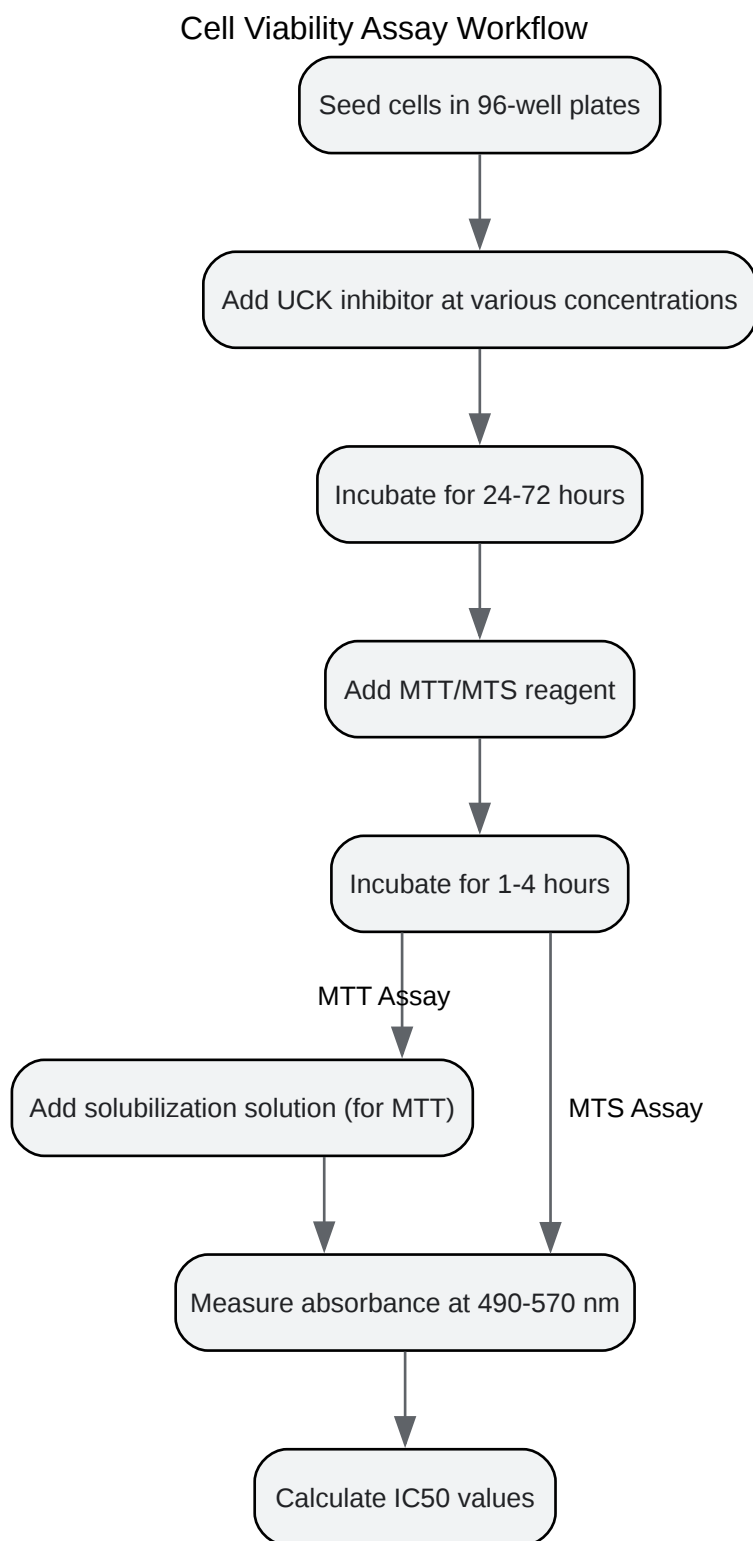 Cell Viability Assay Workflow
Seed cells in 96-well plates
Add UCK inhibitor at various concentrations
Incubate for 24-72 hours
Add MTT/MTS reagent
Incubate for 1-4 hours
MTT Assay
Add solubilization solution (for MTT)
MTS Assay
Measure absorbance at 490-570 nm
Calculate IC50 values